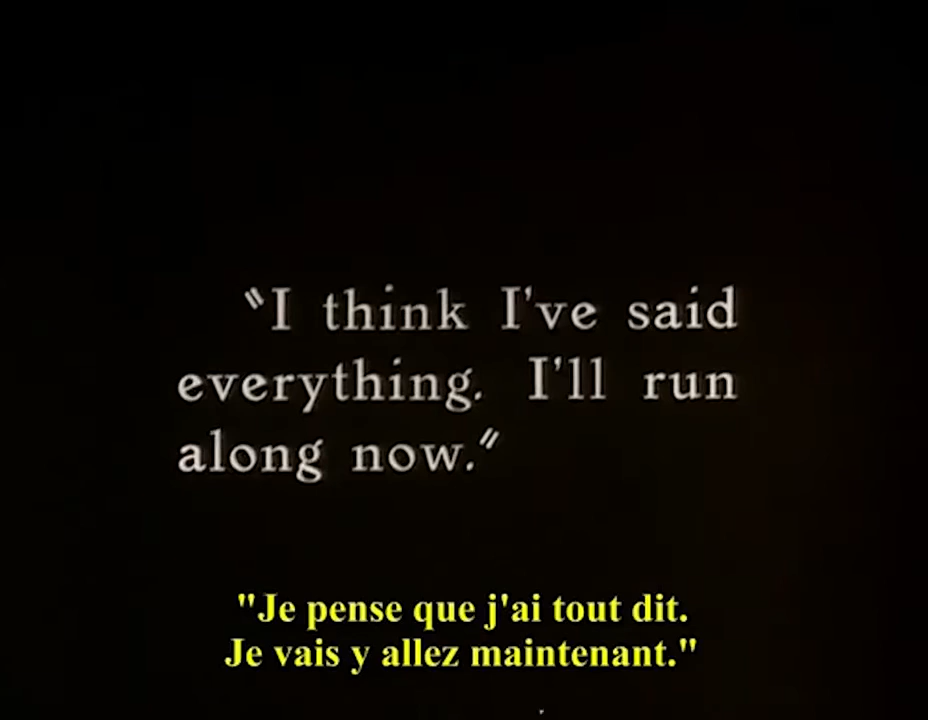 "I think I've said
everything. I'll run
along now."
"Je pense que j'ai tout dit.
Je vais y allez maintenant."